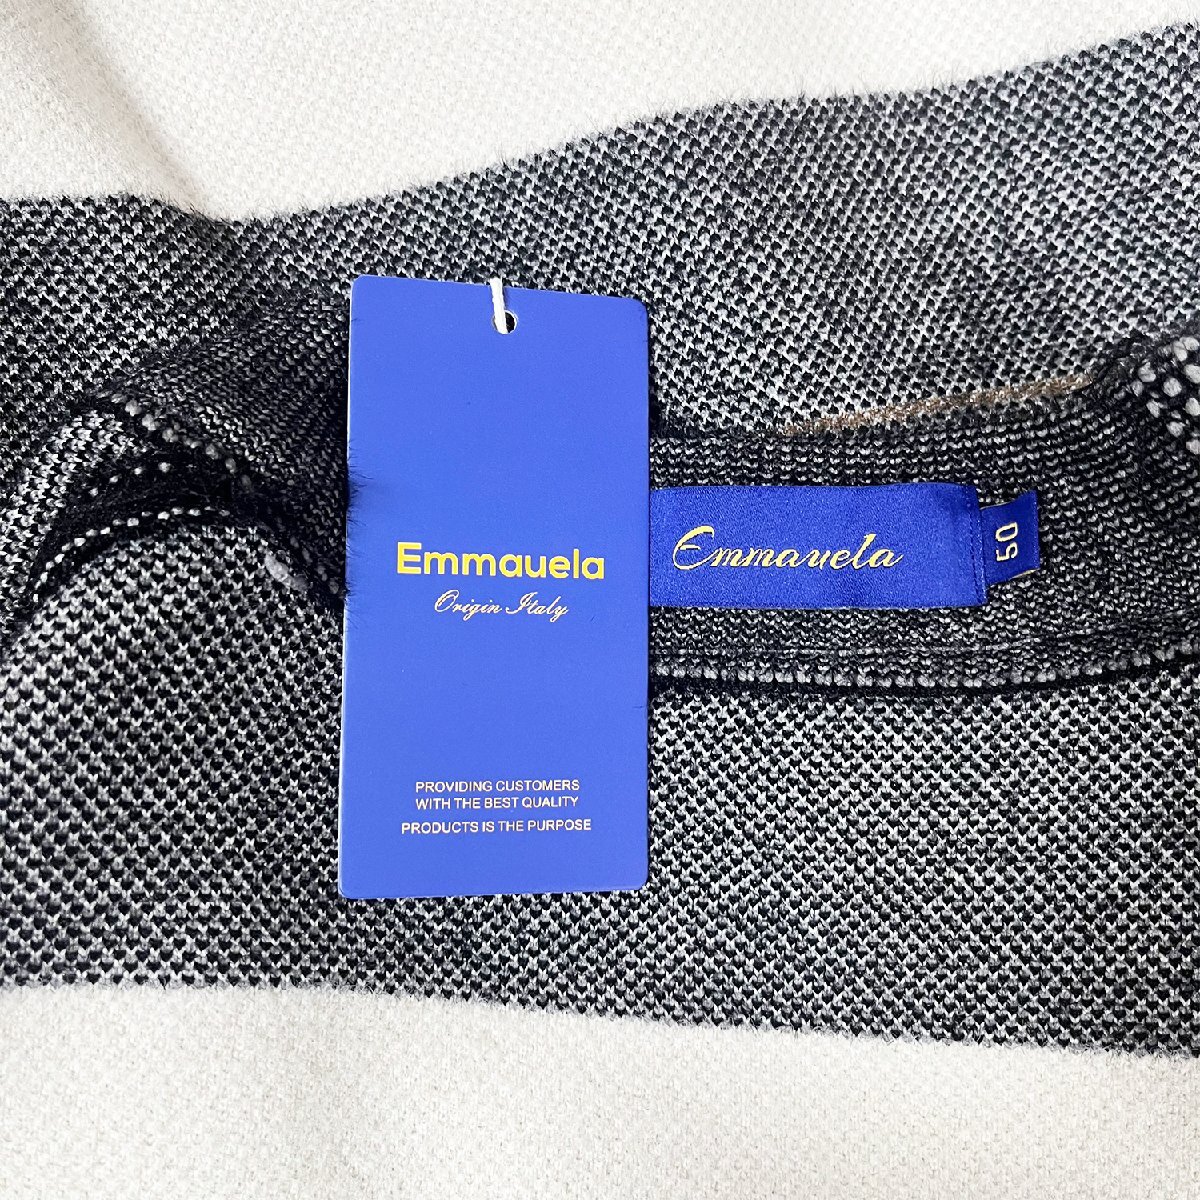 Emmauela
Origin Italy
PROVIDING CUSTOMERS
WITH THE BEST QUALITY
PRODUCTS IS THE PURPOSE
Emmauela
50